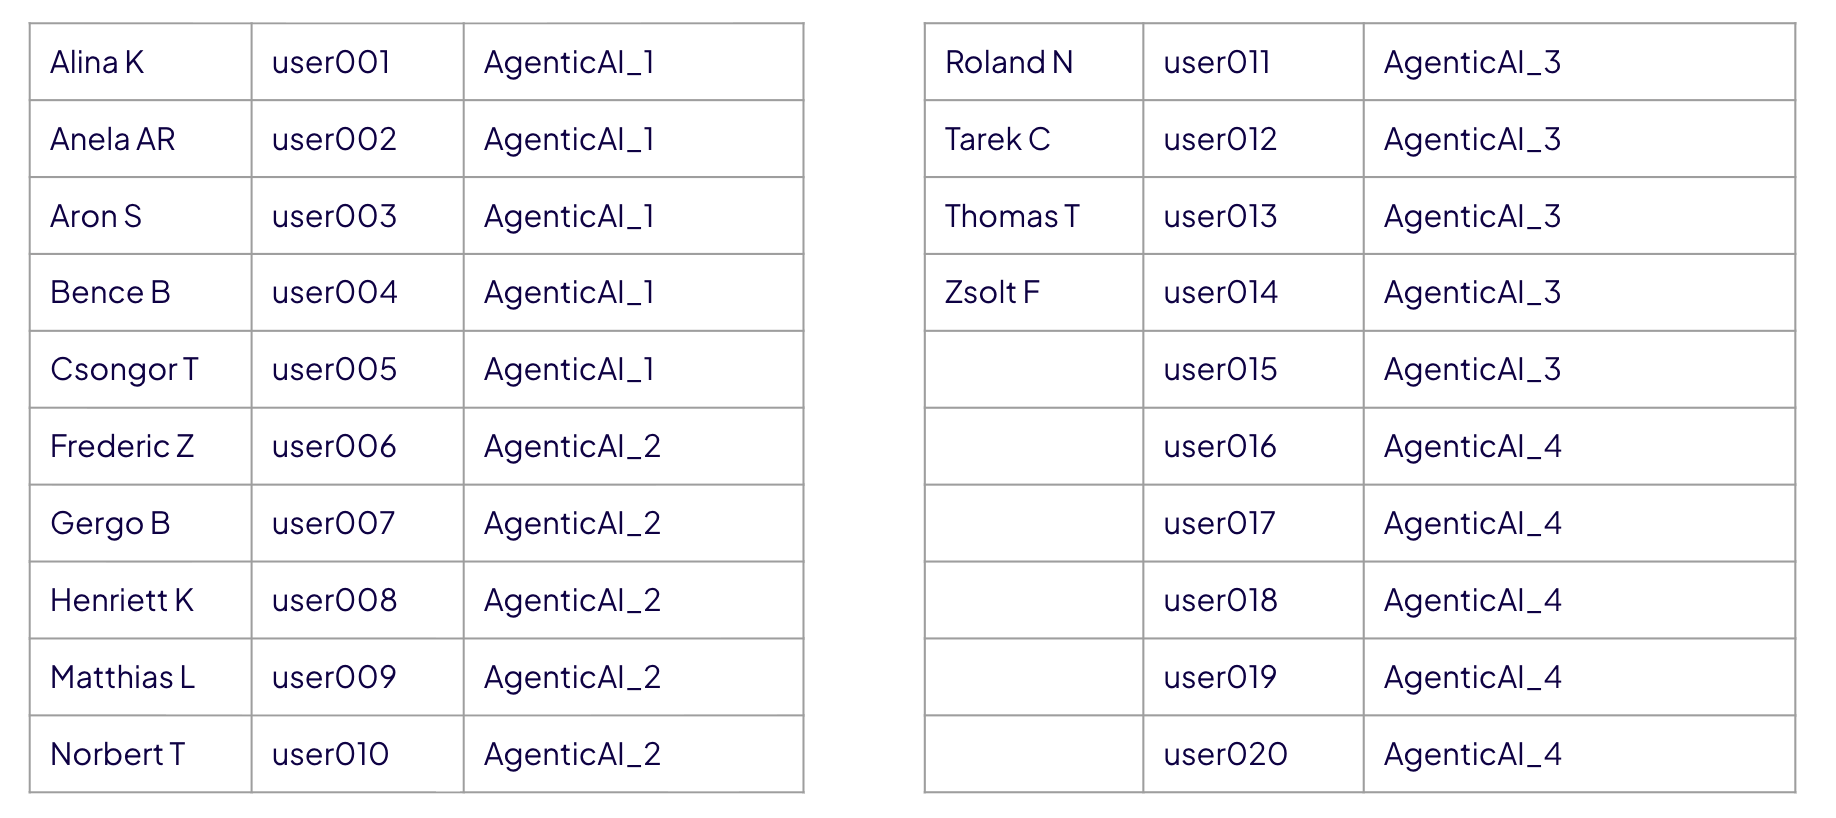 Alina K user001 AgenticAI_1
Anela AR user002 AgenticAI_1
Aron S user003 AgenticAI_1
Bence B user004 AgenticAI_1
Csongor T user005 AgenticAI_1
Frederic Z user006 AgenticAI_2
Gergo B user007 AgenticAI_2
Henriett K user008 AgenticAI_2
Matthias L user009 AgenticAI_2
Norbert T user010 AgenticAI_2
Roland N user011 AgenticAI_3
Tarek C user012 AgenticAI_3
Thomas T user013 AgenticAI_3
Zsolt F user014 AgenticAI_3
user015 AgenticAI_3
user016 AgenticAI_4
user017 AgenticAI_4
user018 AgenticAI_4
user019 AgenticAI_4
user020 AgenticAI_4